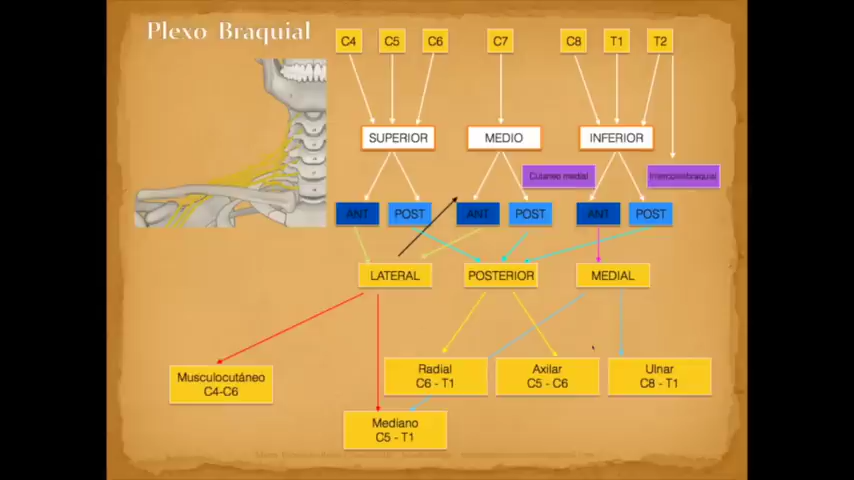 Plexo Braquial
C4 C5 C6 C7 C8 T1 T2
SUPERIOR MEDIO INFERIOR
Cutaneo medial
ANT POST ANT POST ANT POST
LATERAL POSTERIOR MEDIAL
Musculocutáneo
C4-C6
Radial
C6 - T1
Axilar
C5 - C6
Ulnar
C8 - T1
Mediano
C5 - T1